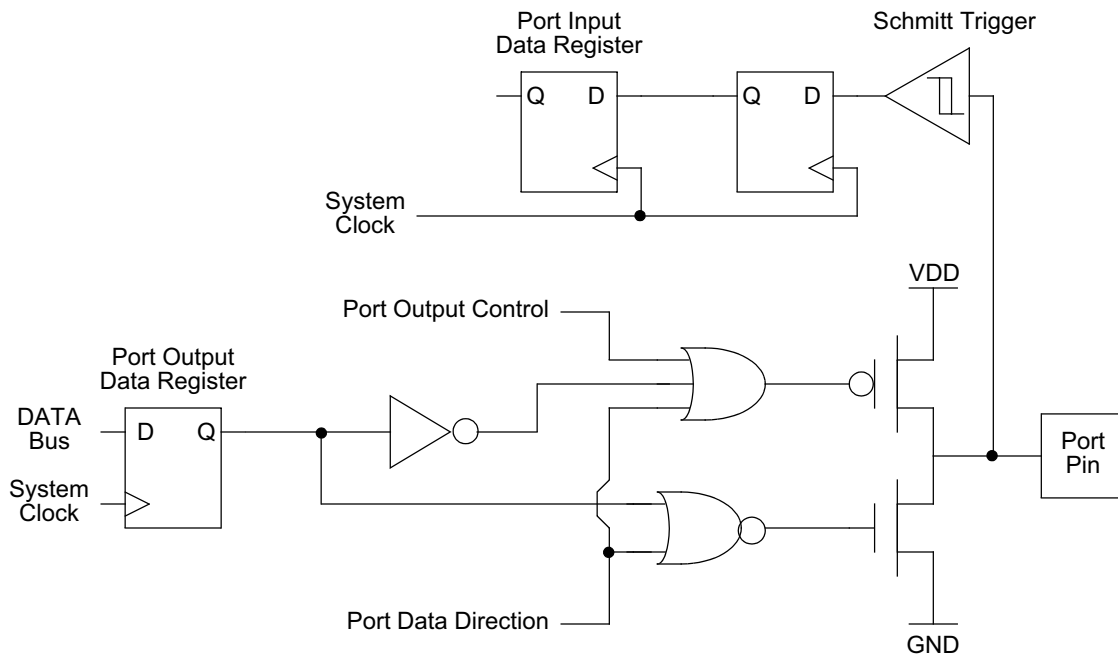 Port Input
Data Register
Schmitt Trigger
Q D
Q D
System
Clock
VDD
Port Output Control
Port Output
Data Register
DATA
Bus
D Q
Port
Pin
System
Clock
Port Data Direction
GND